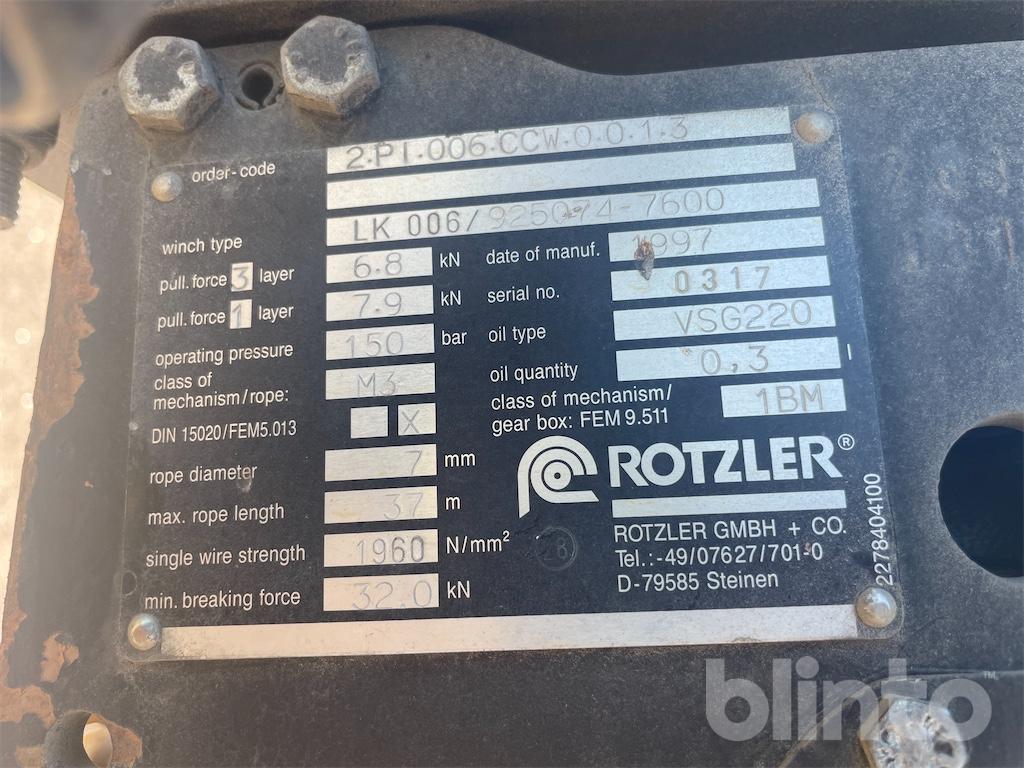 order-code 2.PI.006.CCW.0.0.1.3
winch type LK 006/925074-7600
pull. force 3 layer 6.8 kN date of manuf. 1997
pull. force 1 layer 7.9 kN serial no. 0317
operating pressure 150 bar oil type VSG220
class of mechanism/rope: M3 oil quantity 0,3
DIN 15020/FEM5.013 X class of mechanism/ gear box: FEM 9.511 1BM
rope diameter 7 mm
ROTZLER®
max. rope length 37 m
single wire strength 1960 N/mm²
min. breaking force 32.0 kN
ROTZLER GMBH + CO.
Tel.:-49/07627/701-0
D-79585 Steinen
2278404100
28
blinto